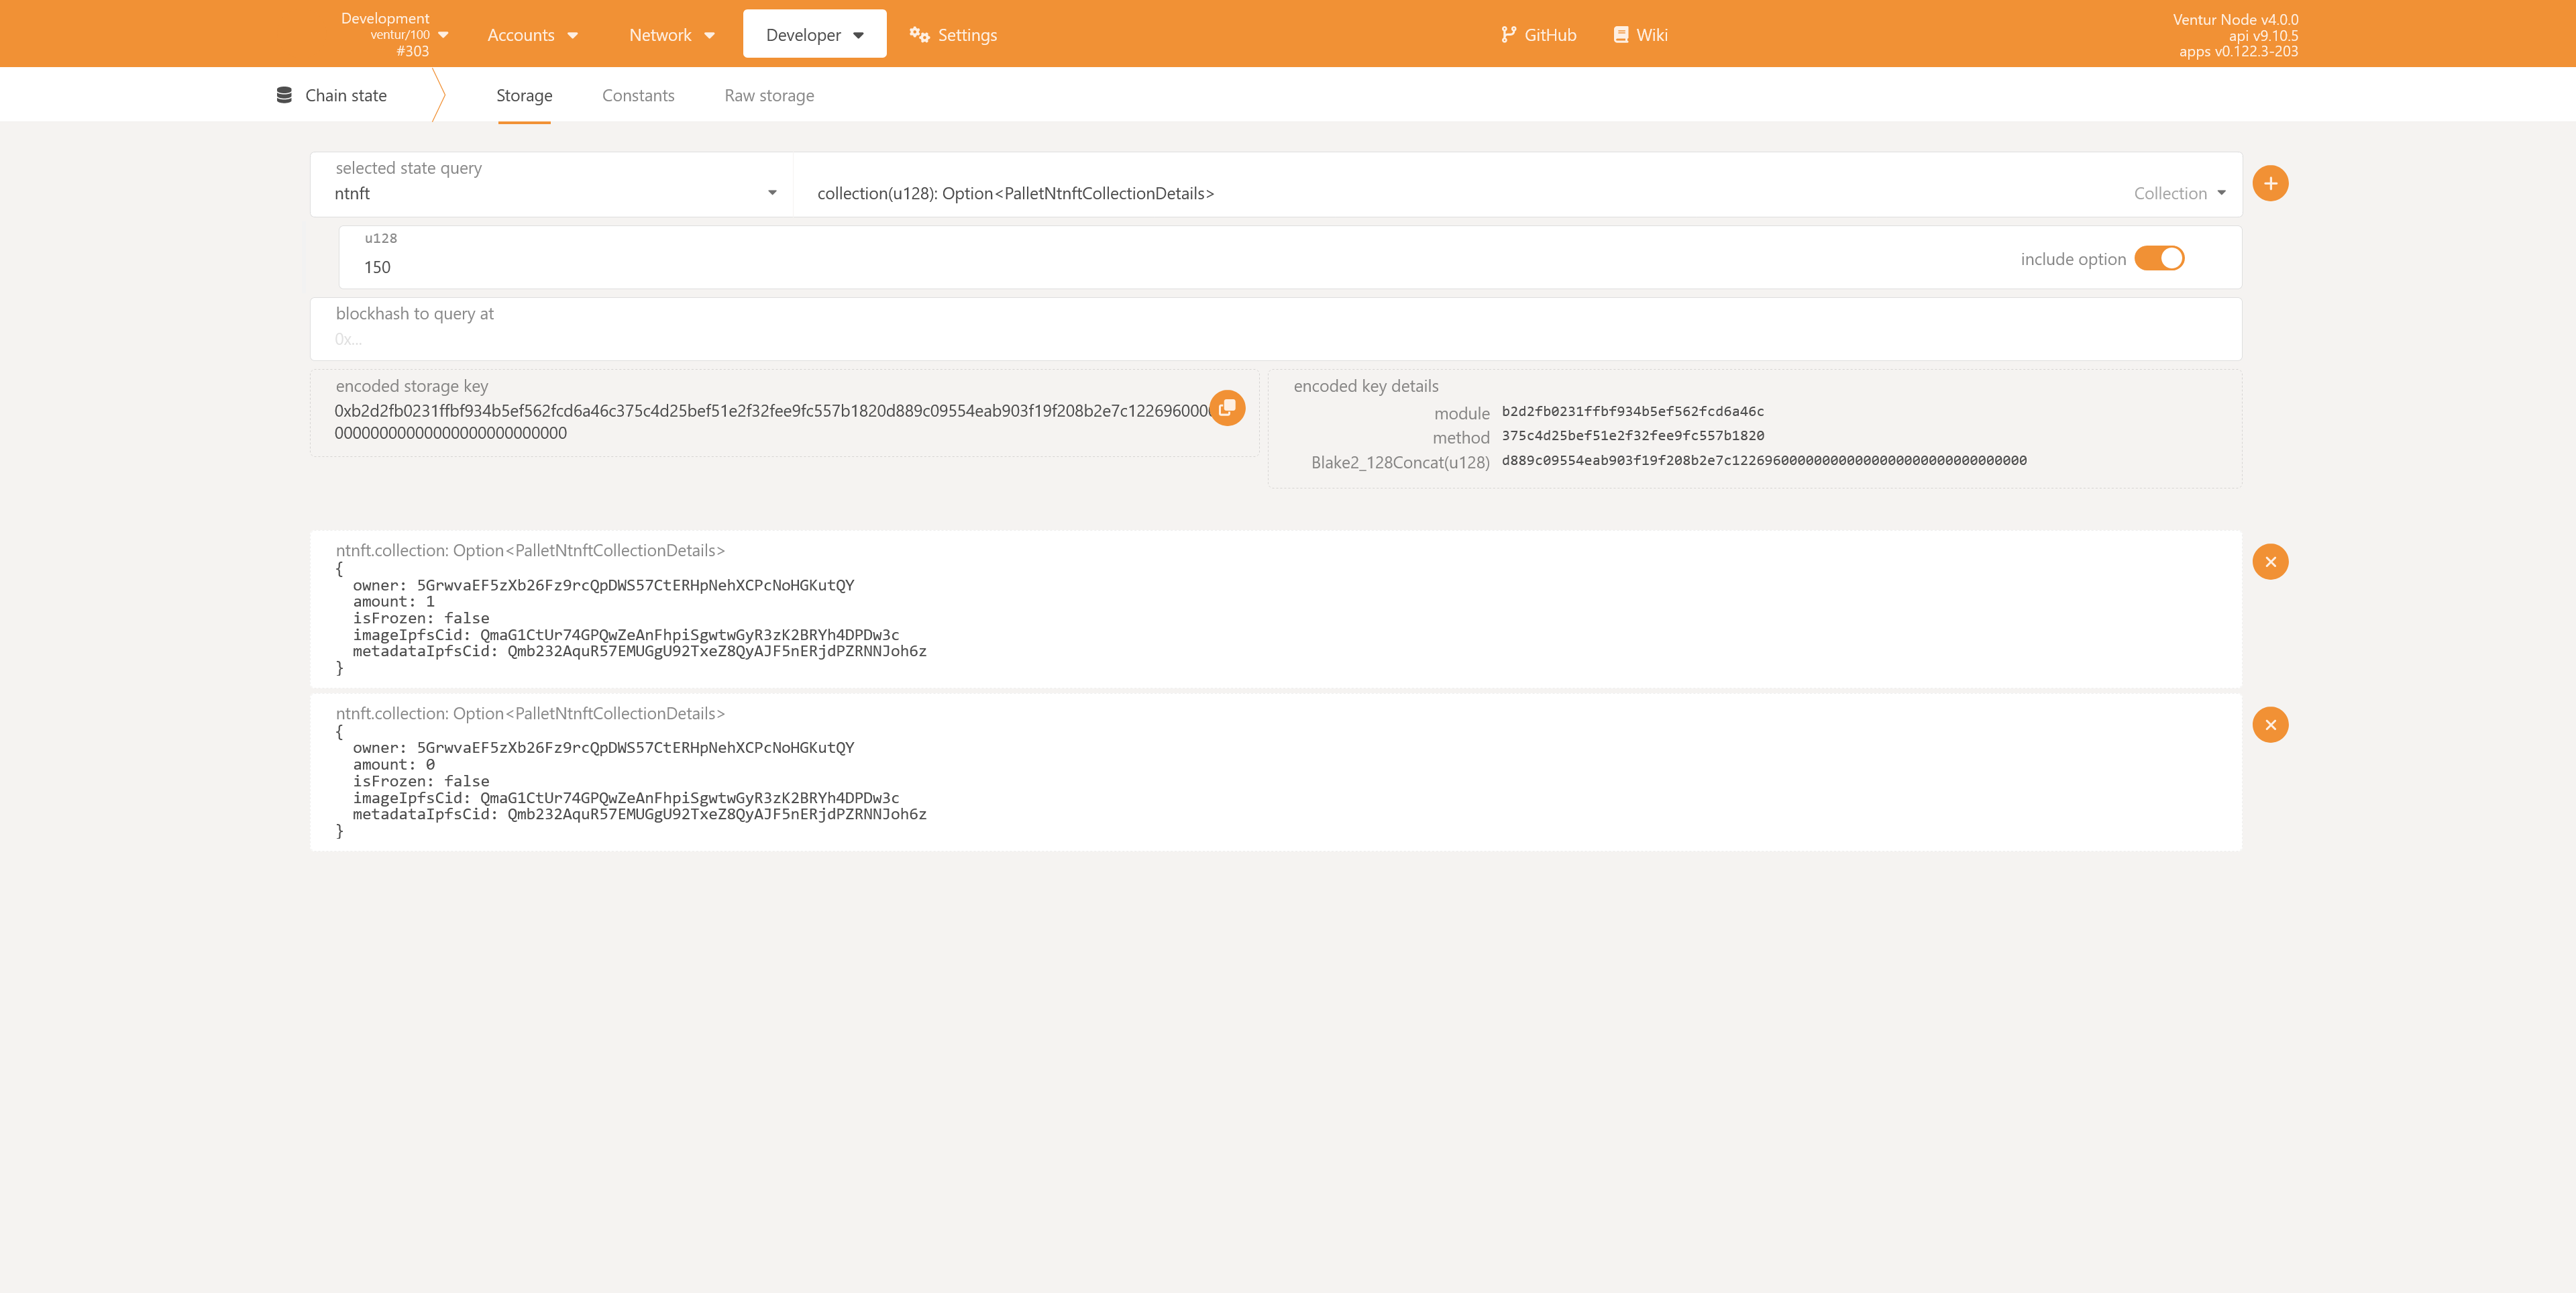 Development
ventur/100
#303
Accounts
Network
Developer
Settings
GitHub
Wiki
Ventur Node v4.0.0
api v9.10.5
apps v0.122.3-203
Chain state
Storage
Constants
Raw storage
selected state query
ntnft
collection(u128): Option<PalletNtnftCollectionDetails>
Collection
u128
150
include option
blockhash to query at
0x...
encoded storage key
0xb2d2fb0231ffbf934b5ef562fcd6a46c375c4d25bef51e2f32fee9fc557b1820d889c09554eab903f19f208b2e7c1226960000
00000000000000000000000000
encoded key details
module b2d2fb0231ffbf934b5ef562fcd6a46c
method 375c4d25bef51e2f32fee9fc557b1820
Blake2_128Concat(u128) d889c09554eab903f19f208b2e7c122696000000000000000000000000000000
ntnft.collection: Option<PalletNtnftCollectionDetails>
{
owner: 5GrwvaEF5zXb26Fz9rcQpDWS57CtERHpNehXCPcNoHGKutQY
amount: 1
isFrozen: false
imageIpfsCid: QmaG1CtUr74GPQwZeAnFhpiSgwtwGyR3zK2BRYh4DPDw3c
metadataIpfsCid: Qmb232AquR57EMUGgU92TxeZ8QyAJF5nERjdPZRNNJoh6z
}
ntnft.collection: Option<PalletNtnftCollectionDetails>
{
owner: 5GrwvaEF5zXb26Fz9rcQpDWS57CtERHpNehXCPcNoHGKutQY
amount: 0
isFrozen: false
imageIpfsCid: QmaG1CtUr74GPQwZeAnFhpiSgwtwGyR3zK2BRYh4DPDw3c
metadataIpfsCid: Qmb232AquR57EMUGgU92TxeZ8QyAJF5nERjdPZRNNJoh6z
}